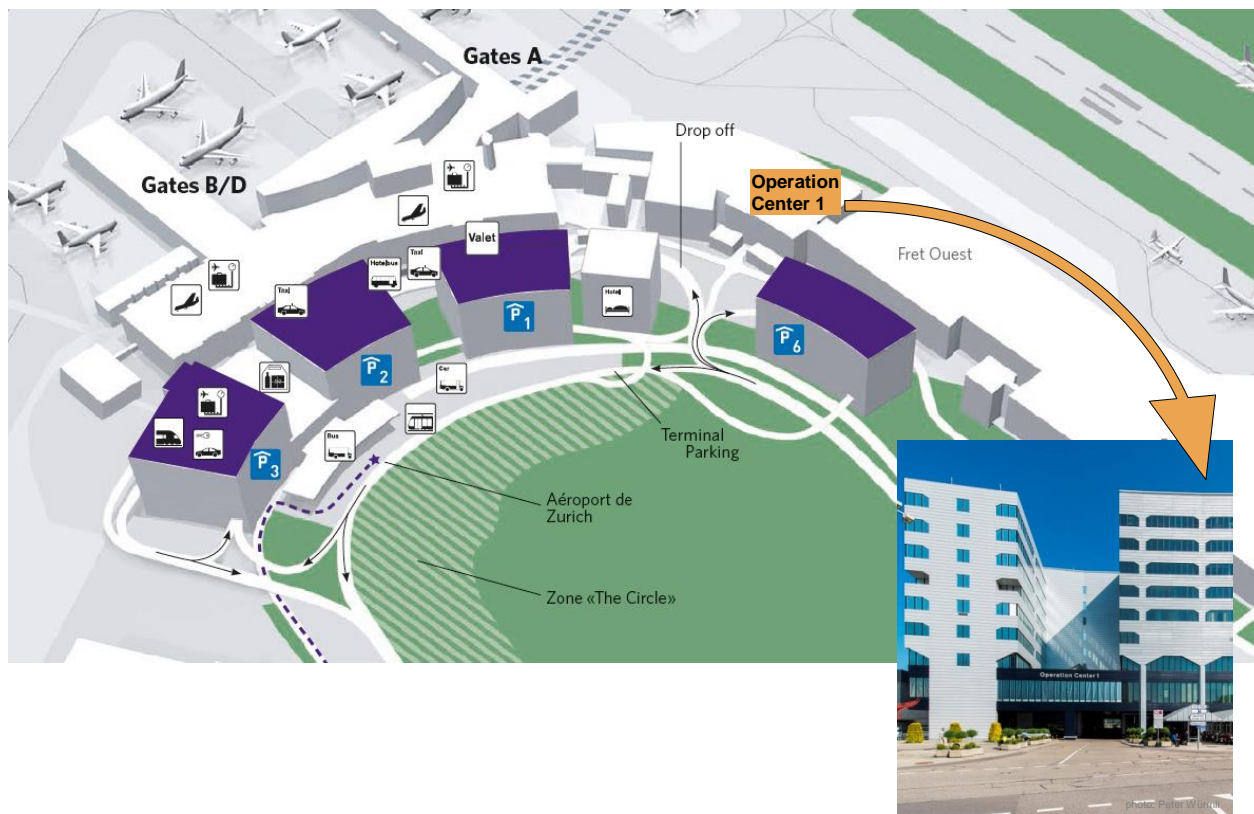 Gates A
Drop off
Gates B/D
Operation
Center 1
Valet
Fret Ouest
Taxi
Hotelbus
Taxi
Hotel
P1
P6
P2
Car
Terminal
Parking
Bus
P3
Aéroport de
Zurich
Zone «The Circle»
Operation Center 1
photo: Peter Würmli